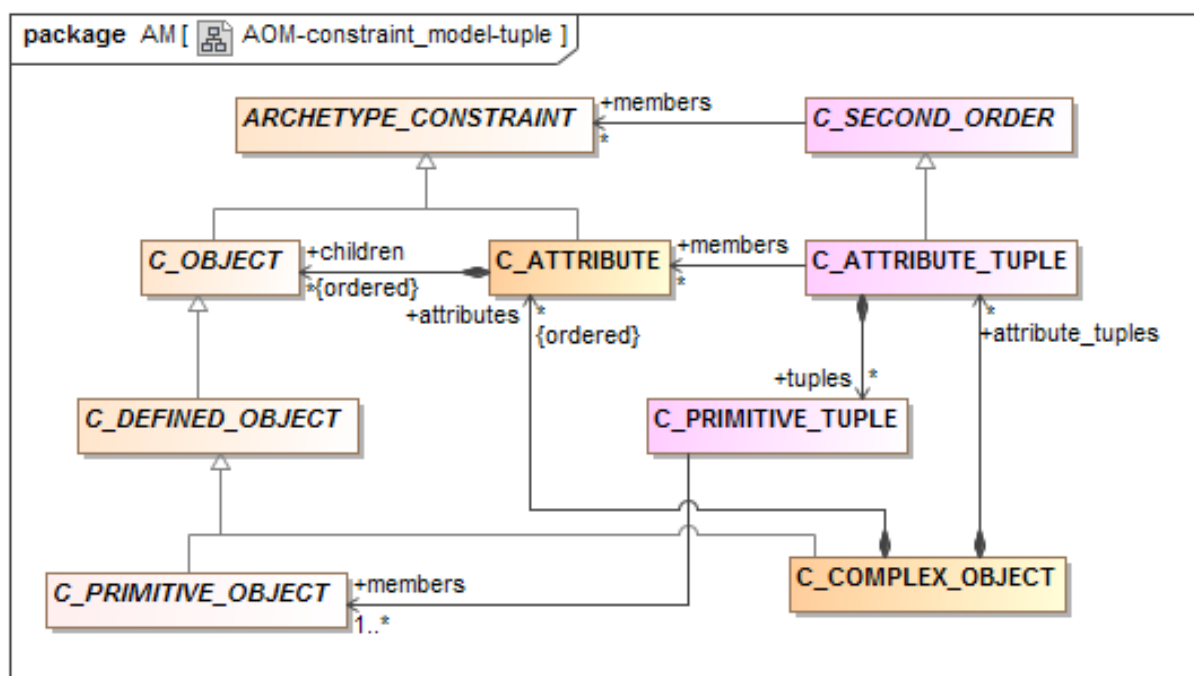 package AM [ AOM-constraint_model-tuple ]
ARCHETYPE_CONSTRAINT
+members
*
C_SECOND_ORDER
C_OBJECT
+children
*{ordered}
C_ATTRIBUTE
+members
*
C_ATTRIBUTE_TUPLE
+attributes
*
{ordered}
*
+attribute_tuples
+tuples
*
C_DEFINED_OBJECT
C_PRIMITIVE_TUPLE
C_PRIMITIVE_OBJECT
+members
1..*
C_COMPLEX_OBJECT